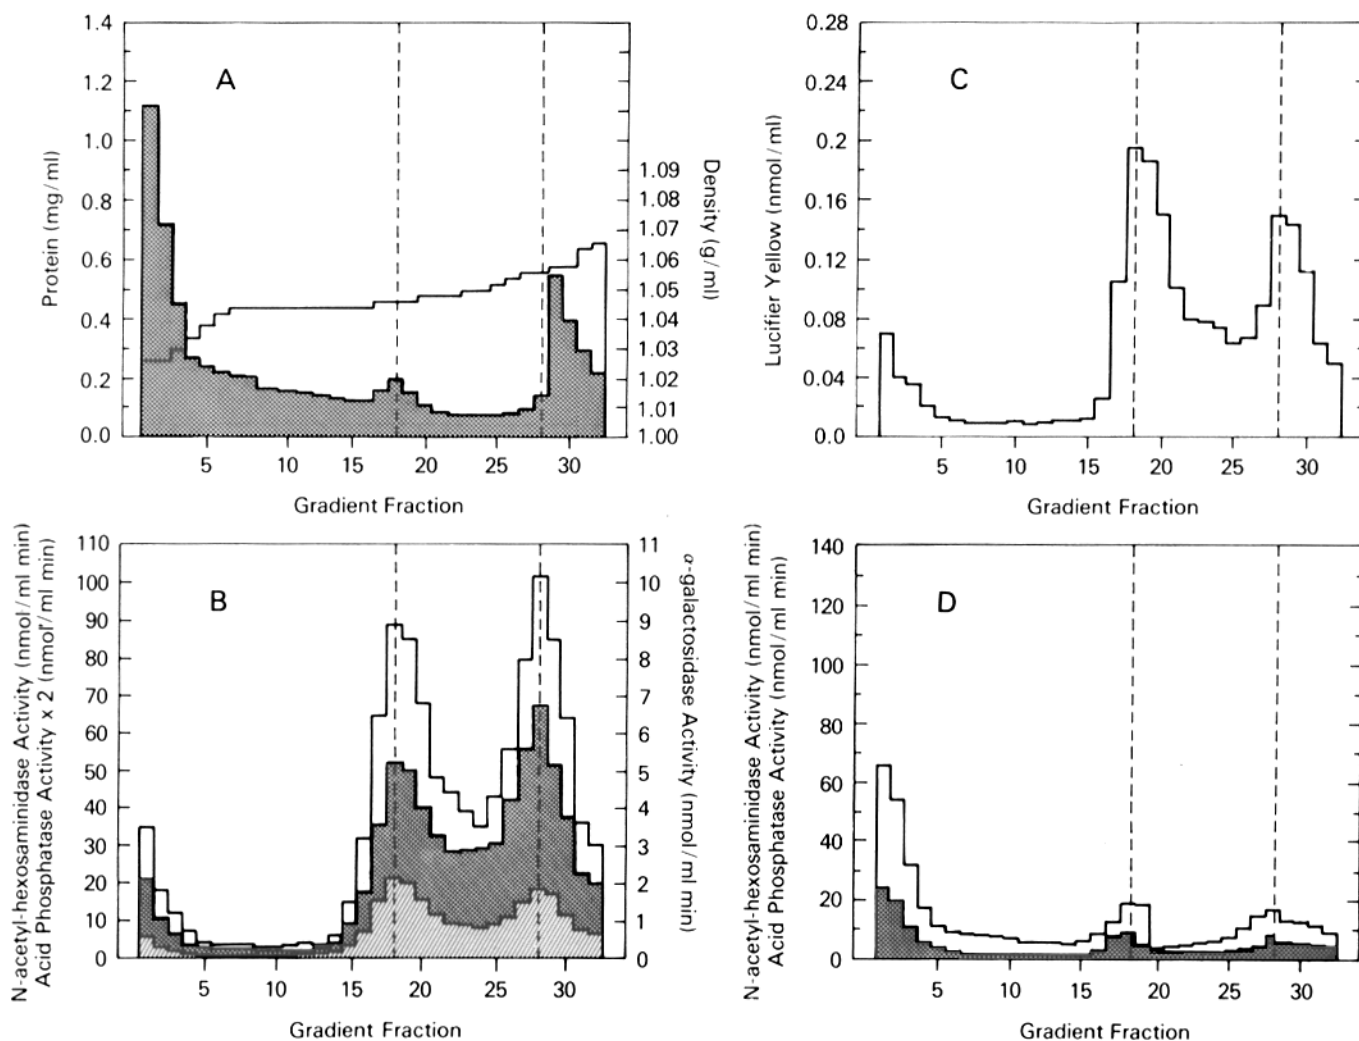 A
Protein (mg/ml)
1.4
1.2
1.0
0.8
0.6
0.4
0.2
0.0
Density (g/ml)
1.09
1.08
1.07
1.06
1.05
1.04
1.03
1.02
1.01
1.00
5 10 15 20 25 30
Gradient Fraction
C
Lucifier Yellow (nmol/ml)
0.28
0.24
0.2
0.16
0.12
0.08
0.04
0.0
5 10 15 20 25 30
Gradient Fraction
B
N-acetyl-hexosaminidase Activity (nmol/ml min)
Acid Phosphatase Activity x 2 (nmol/ml min)
110
100
90
80
70
60
50
40
30
20
10
0
α-galactosidase Activity (nmol/ml min)
11
10
9
8
7
6
5
4
3
2
1
0
5 10 15 20 25 30
Gradient Fraction
D
N-acetyl-hexosaminidase Activity (nmol/ml min)
Acid Phosphatase Activity (nmol/ml min)
140
120
100
80
60
40
20
0
5 10 15 20 25 30
Gradient Fraction